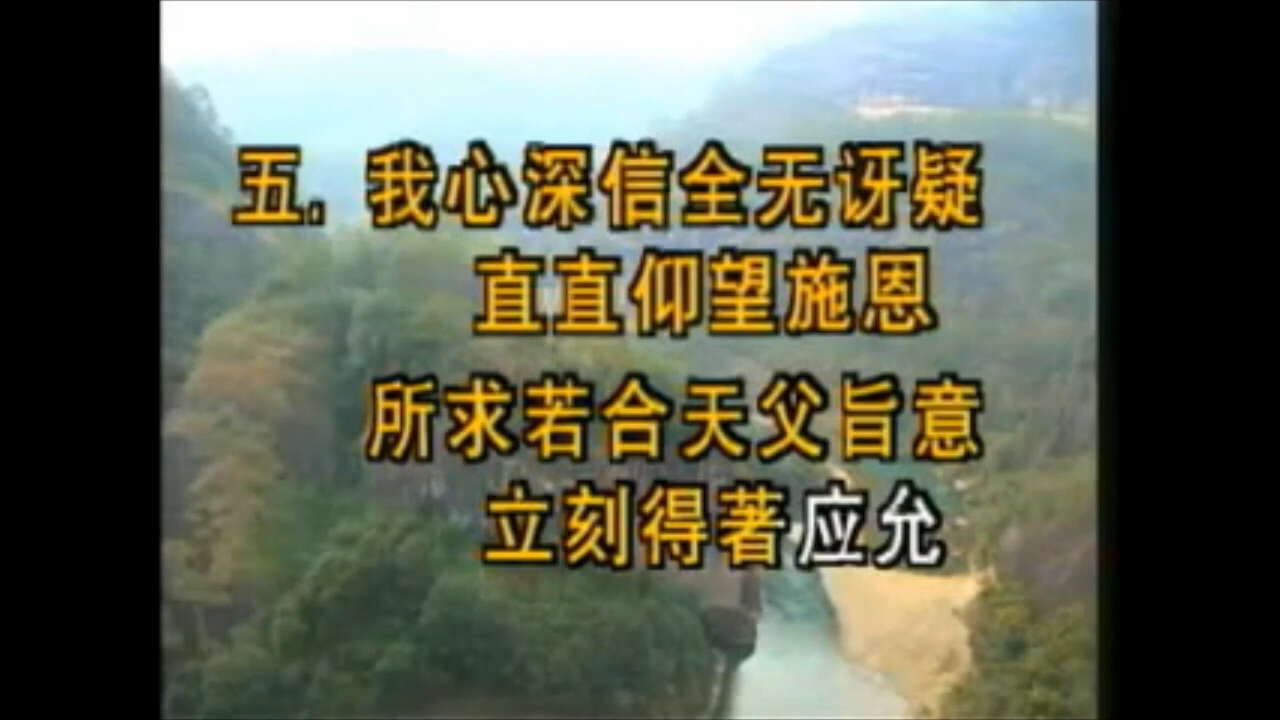 五. 我心深信全无讶疑
直直仰望施恩
所求若合天父旨意
立刻得著应允